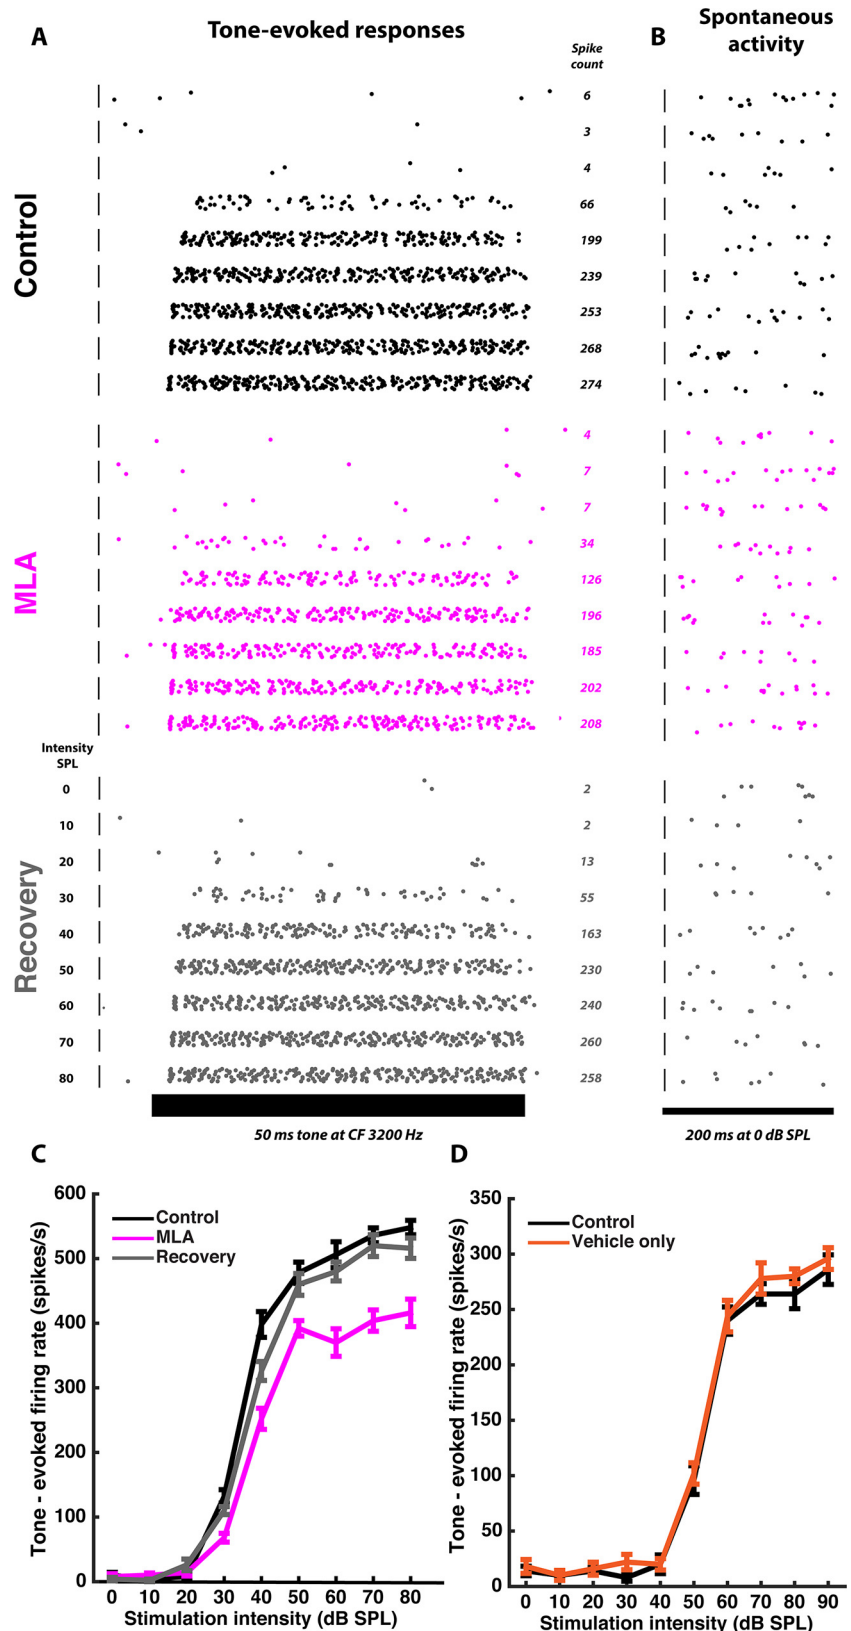 A
Tone-evoked responses
Spike
count
B
Spontaneous
activity
Control
6
3
4
66
199
239
253
268
274
MLA
4
7
7
34
126
196
185
202
208
Intensity
SPL
Recovery
0 2
10 2
20 13
30 55
40 163
50 230
60 240
70 260
80 258
50 ms tone at CF 3200 Hz
200 ms at 0 dB SPL
C
Tone - evoked firing rate (spikes/s)
600
500
400
300
200
100
0
Control
MLA
Recovery
0 10 20 30 40 50 60 70 80
Stimulation intensity (dB SPL)
D
Tone - evoked firing rate (spikes/s)
350
300
250
200
150
100
50
0
Control
Vehicle only
0 10 20 30 40 50 60 70 80 90
Stimulation intensity (dB SPL)